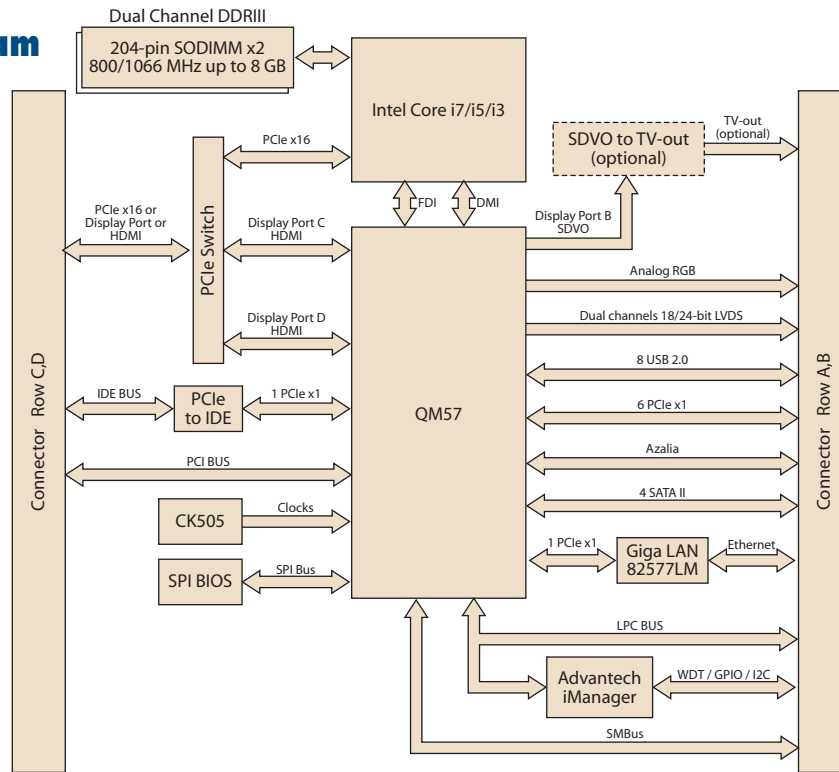 am
Dual Channel DDRIII
204-pin SODIMM x2
800/1066 MHz up to 8 GB
Intel Core i7/i5/i3
SDVO to TV-out
(optional)
TV-out
(optional)
PCIe x16
FDI
DMI
Display Port B
SDVO
PCIe x16 or
Display Port or
HDMI
PCIe Switch
Display Port C
HDMI
Display Port D
HDMI
Analog RGB
Dual channels 18/24-bit LVDS
8 USB 2.0
6 PCIe x1
Azalia
4 SATA II
Connector Row C,D
Connector Row A,B
IDE BUS
PCIe
to IDE
1 PCIe x1
QM57
PCI BUS
CK505
Clocks
SPI BIOS
SPI Bus
1 PCIe x1
Giga LAN
82577LM
Ethernet
LPC BUS
Advantech
iManager
WDT / GPIO / I2C
SMBus